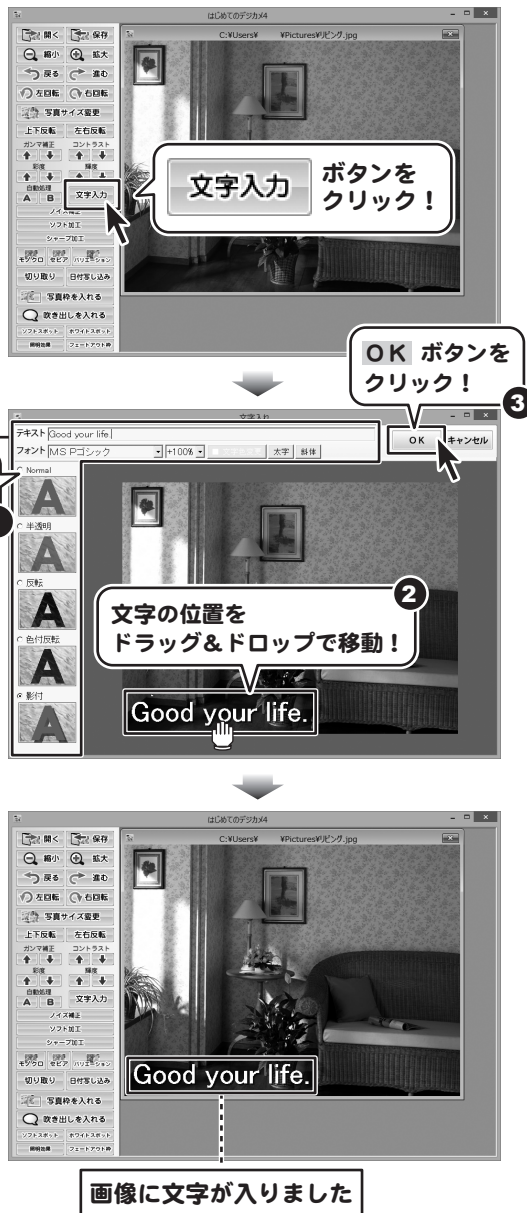 はじめてのデジカメ4
C:¥Users¥ ¥Pictures¥リビング.jpg
開く 保存
縮小 拡大
戻る 進む
左回転 右回転
写真サイズ変更
上下反転 左右反転
ガンマ補正 コントラスト
彩度 輝度
自動処理
A B 文字入力
ノイズ補正
ソフト加工
シャープ加工
モノクロ セピア バリエーション
切り取り 日付写し込み
写真枠を入れる
吹き出しを入れる
ソフトスポット ホワイトスポット
照明効果 フェードアウト枠
文字入力 ボタンを
クリック！
OK ボタンを
クリック！
3
文字入れ
テキスト Good your life.
フォント MS Pゴシック +100% 太字 斜体
OK キャンセル
Normal
A
半透明
A
反転
A
色付反転
A
影付
A
2
文字の位置を
ドラッグ&ドロップで移動！
Good your life.
はじめてのデジカメ4
C:¥Users¥ ¥Pictures¥リビング.jpg
開く 保存
縮小 拡大
戻る 進む
左回転 右回転
写真サイズ変更
上下反転 左右反転
ガンマ補正 コントラスト
彩度 輝度
自動処理
A B 文字入力
ノイズ補正
ソフト加工
シャープ加工
モノクロ セピア バリエーション
切り取り 日付写し込み
写真枠を入れる
吹き出しを入れる
ソフトスポット ホワイトスポット
照明効果 フェードアウト枠
Good your life.
画像に文字が入りました